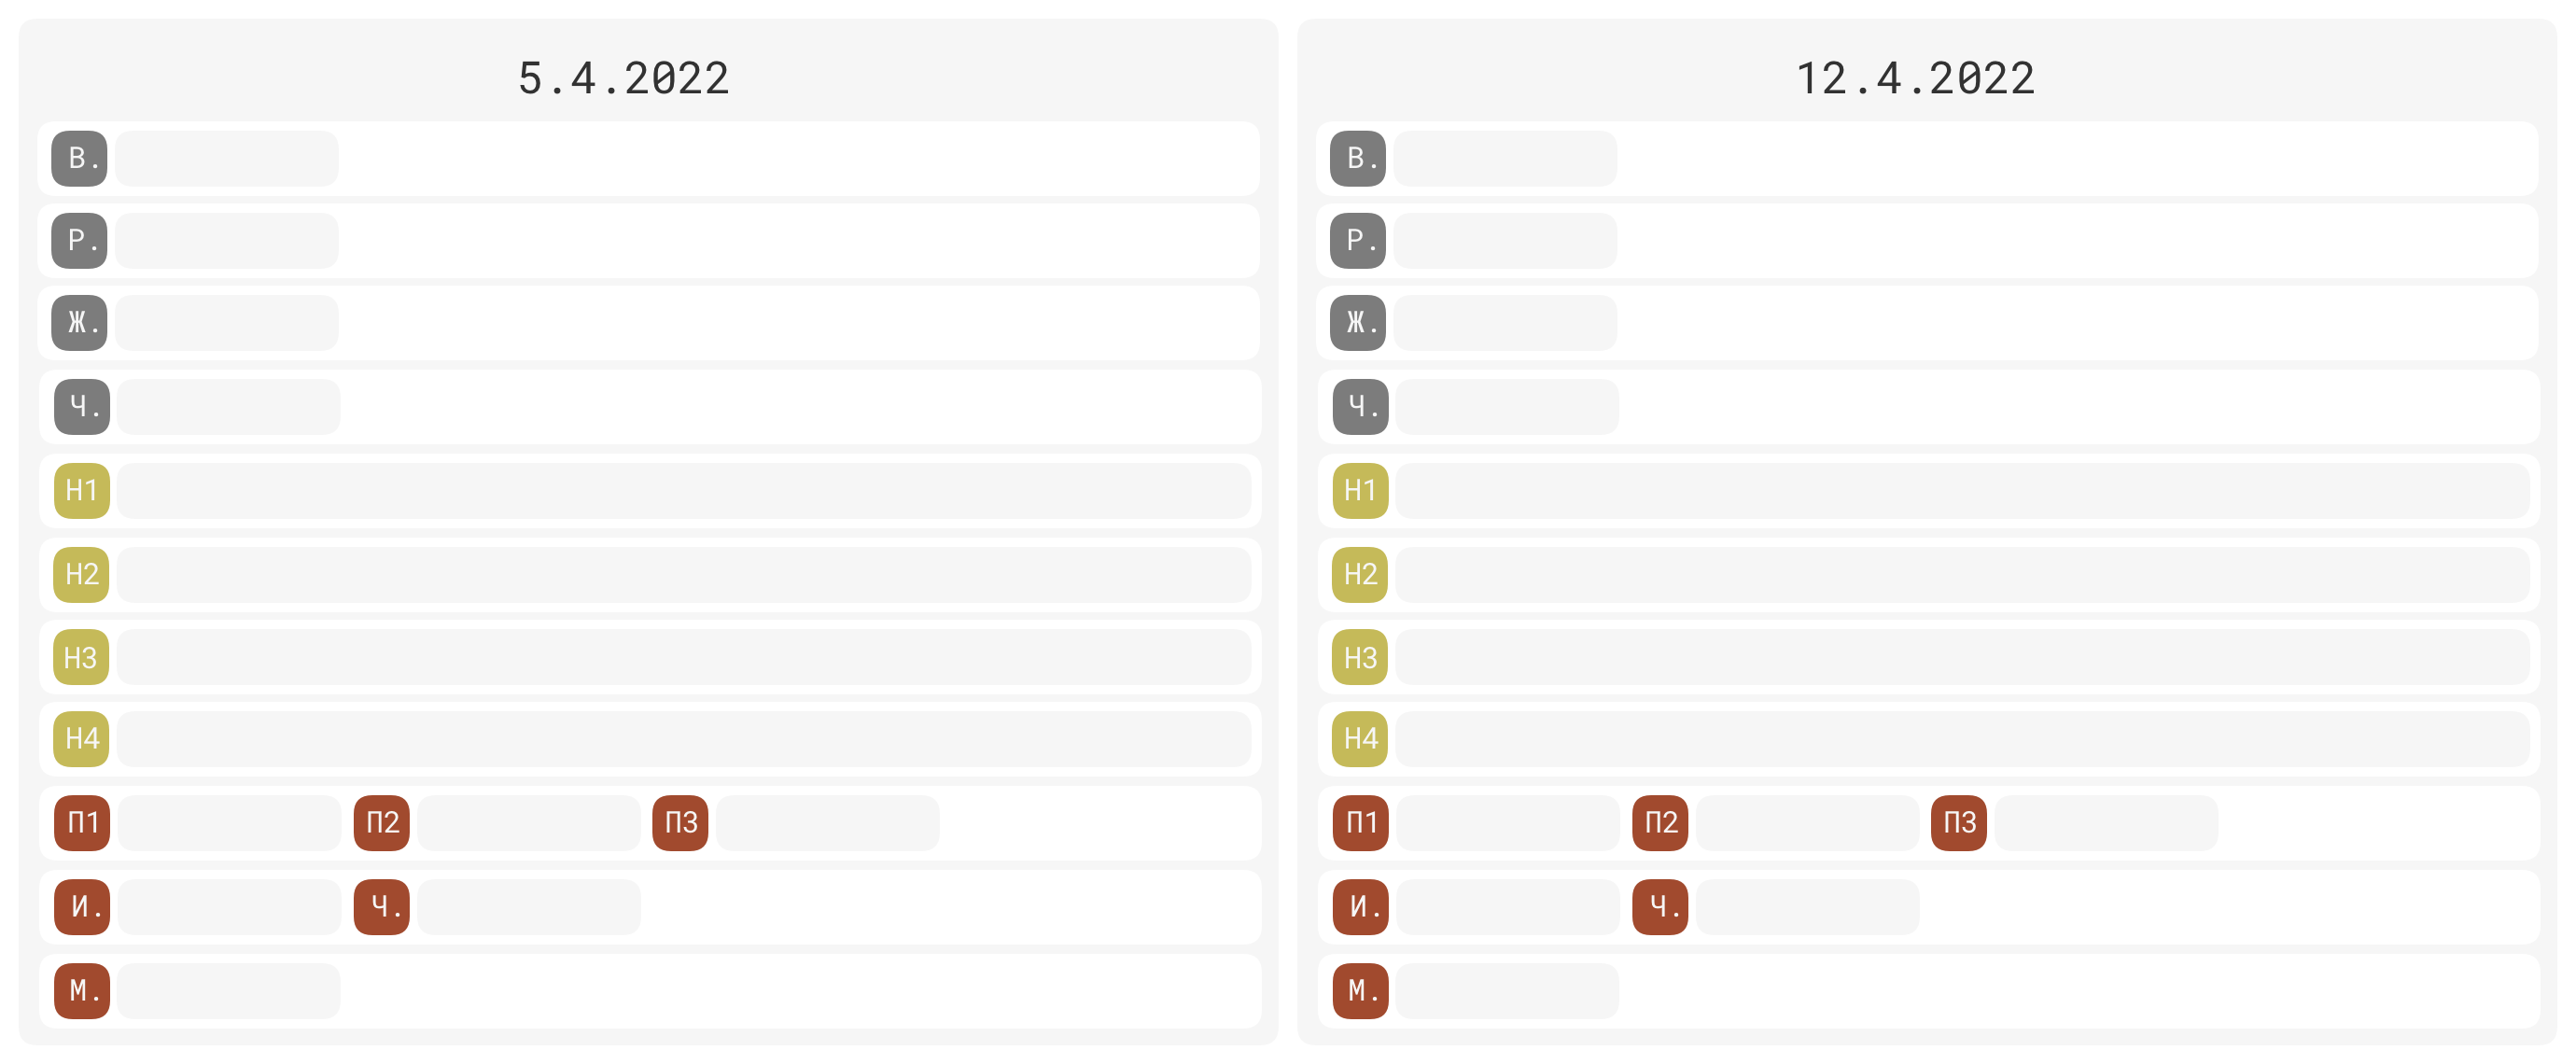 5.4.2022
В.
Р.
Ж.
Ч.
Н1
Н2
Н3
Н4
П1 П2 П3
И. Ч.
М.
12.4.2022
В.
Р.
Ж.
Ч.
Н1
Н2
Н3
Н4
П1 П2 П3
И. Ч.
М.